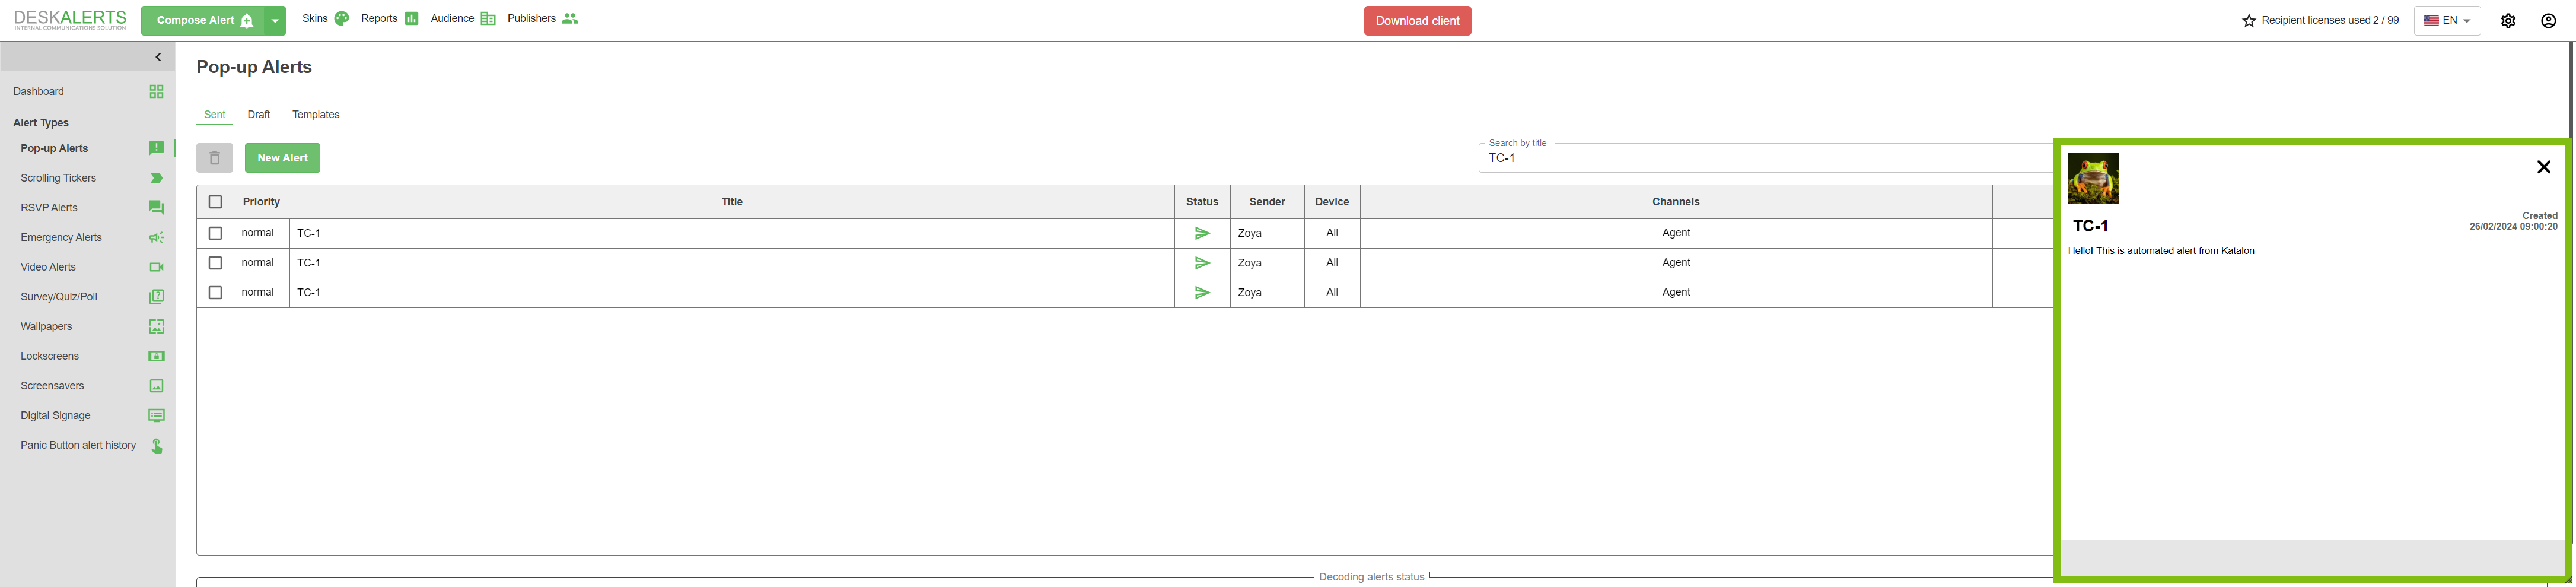 DESKALERTS
INTERNAL COMMUNICATIONS SOLUTION
Compose Alert
Skins
Reports
Audience
Publishers
Download client
Recipient licenses used 2 / 99
EN
Dashboard
Alert Types
Pop-up Alerts
Scrolling Tickers
RSVP Alerts
Emergency Alerts
Video Alerts
Survey/Quiz/Poll
Wallpapers
Lockscreens
Screensavers
Digital Signage
Panic Button alert history
Pop-up Alerts
Sent
Draft
Templates
New Alert
Search by title
TC-1
Priority
Title
Status
Sender
Device
Channels
normal
TC-1
Zoya
All
Agent
normal
TC-1
Zoya
All
Agent
normal
TC-1
Zoya
All
Agent
Decoding alerts status
TC-1
Created
26/02/2024 09:00:20
Hello! This is automated alert from Katalon